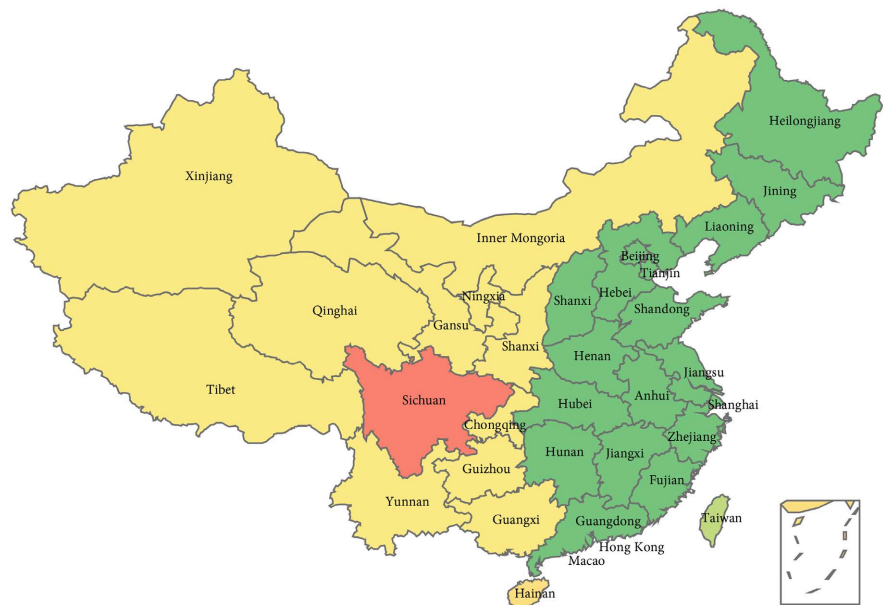 Heilongjiang
Xinjiang
Jining
Liaoning
Inner Mongoria
Beijing
Tianjin
Ningxia
Hebei
Shanxi
Qinghai
Shandong
Gansu
Shanxi
Henan
Jiangsu
Tibet
Anhui
Sichuan
Hubei
Shanghai
Chongqing
Zhejiang
Hunan
Jiangxi
Guizhou
Fujian
Yunnan
Guangxi
Guangdong
Taiwan
Hong Kong
Macao
Hainan